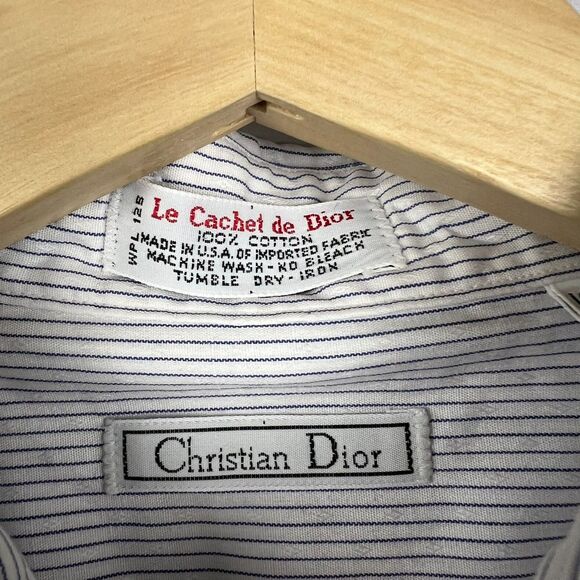 Le Cachet de Dior
100% COTTON
MADE IN U.S.A. OF IMPORTED FABRIC
MACHINE WASH - NO BLEACH
TUMBLE DRY - IRON
WPL 125
Christian Dior